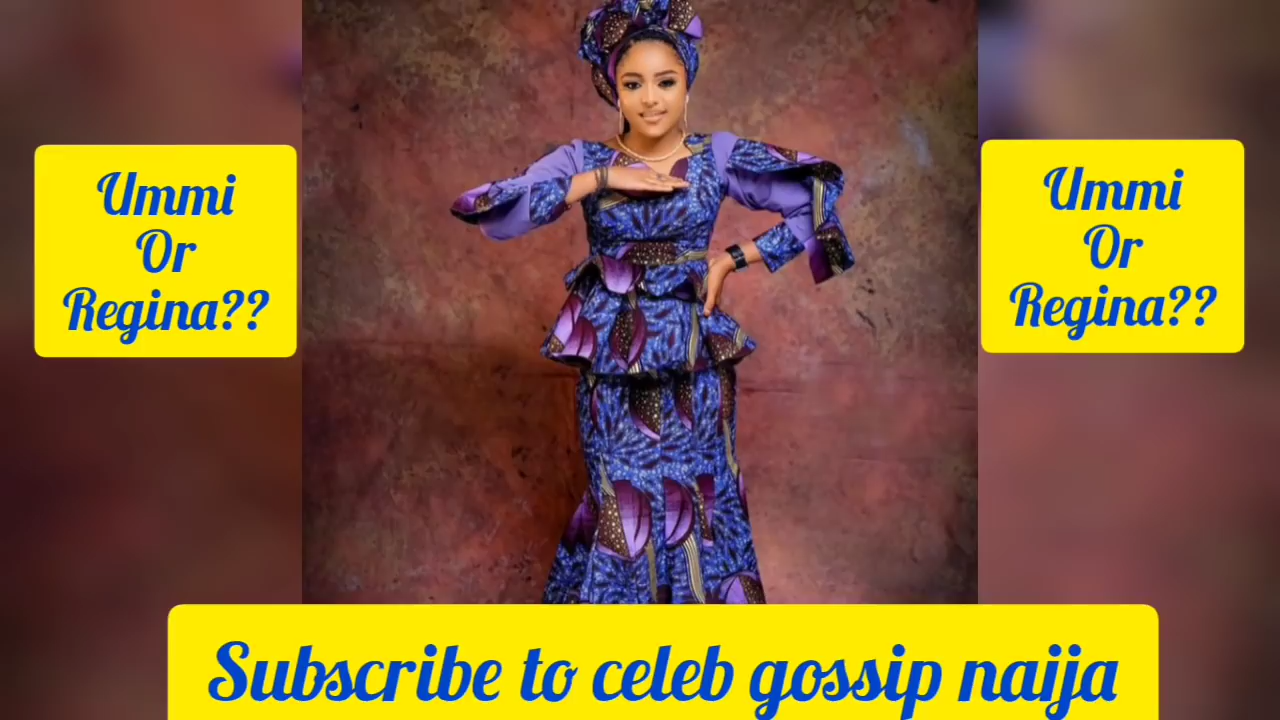 Ummi
Or
Regina??
Ummi
Or
Regina??
Subscribe to celeb gossip naija